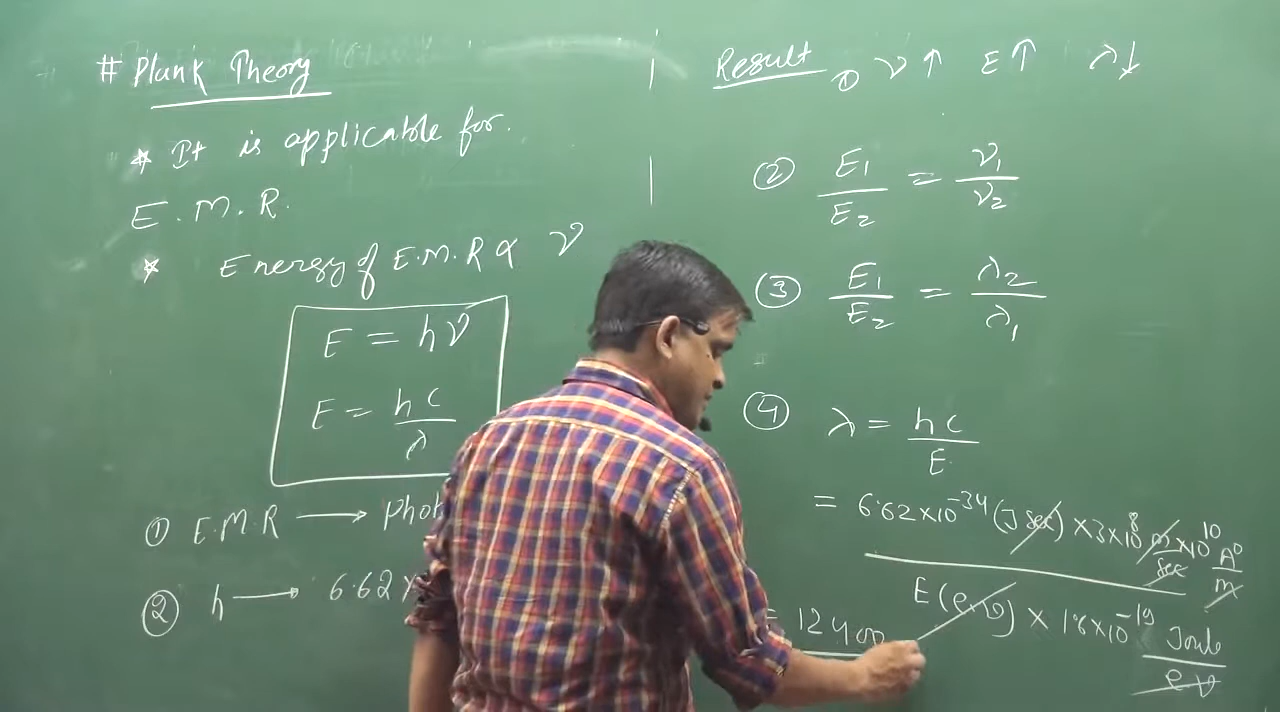 # Plank Theory
* It is applicable for.
E.M.R.
* Energy of E.M.R ∝ ν
E = hν
E = hc/λ
① E.M.R → Phot
② h → 6.62 ×
Result ① ν↑ E↑ λ↓
② E1/E2 = ν1/ν2
③ E1/E2 = λ2/λ1
④ λ = hc/E
= 6.62×10^-34 (J sec) × 3×10^8 m/sec × 10^10 A°/m
E (e.v) × 1.6×10^-19 Joule/e v
= 12400